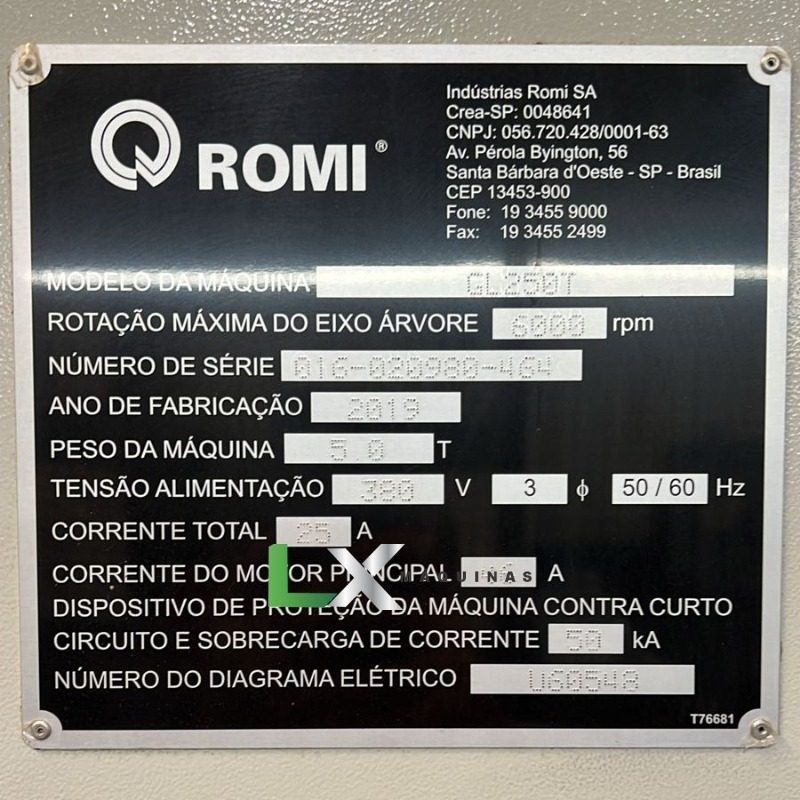 ROMI®
Indústrias Romi SA
Crea-SP: 0048641
CNPJ: 056.720.428/0001-63
Av. Pérola Byington, 56
Santa Bárbara d'Oeste - SP - Brasil
CEP 13453-900
Fone: 19 3455 9000
Fax: 19 3455 2499
MODELO DA MÁQUINA GL250T
ROTAÇÃO MÁXIMA DO EIXO ÁRVORE 6000 rpm
NÚMERO DE SÉRIE 016-020980-464
ANO DE FABRICAÇÃO 2019
PESO DA MÁQUINA 5.0 T
TENSÃO ALIMENTAÇÃO 380 V 3 ɸ 50 / 60 Hz
CORRENTE TOTAL 25 A
CORRENTE DO MOTOR PRINCIPAL A
LX MÁQUINAS
DISPOSITIVO DE PROTEÇÃO DA MÁQUINA CONTRA CURTO
CIRCUITO E SOBRECARGA DE CORRENTE 50 kA
NÚMERO DO DIAGRAMA ELÉTRICO U60548
T76681